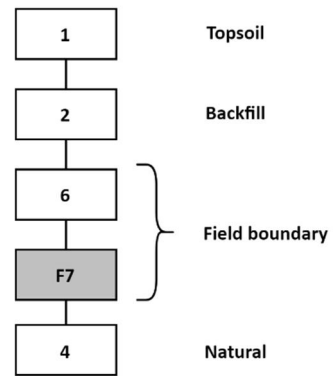 1 Topsoil
2 Backfill
6
Field boundary
F7
4 Natural